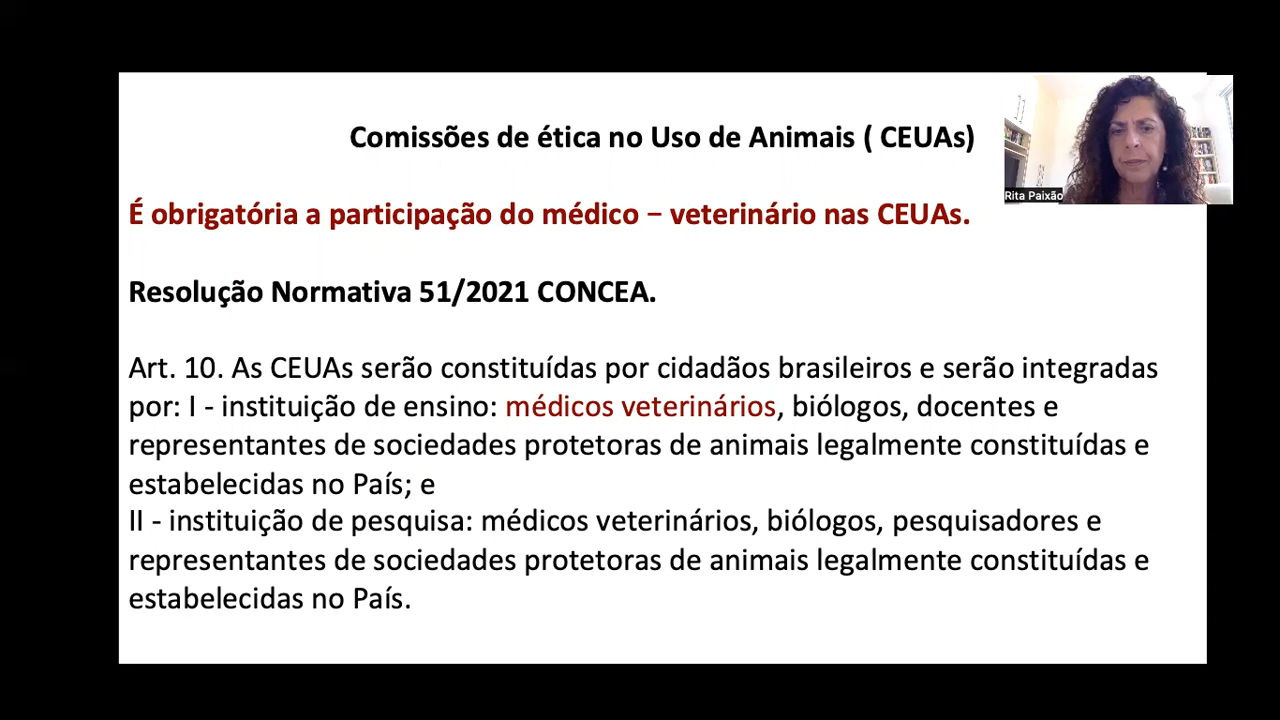 Comissões de ética no Uso de Animais ( CEUAs)
Rita Paixão
É obrigatória a participação do médico – veterinário nas CEUAs.
Resolução Normativa 51/2021 CONCEA.
Art. 10. As CEUAs serão constituídas por cidadãos brasileiros e serão integradas
por: I - instituição de ensino: médicos veterinários, biólogos, docentes e
representantes de sociedades protetoras de animais legalmente constituídas e
estabelecidas no País; e
II - instituição de pesquisa: médicos veterinários, biólogos, pesquisadores e
representantes de sociedades protetoras de animais legalmente constituídas e
estabelecidas no País.